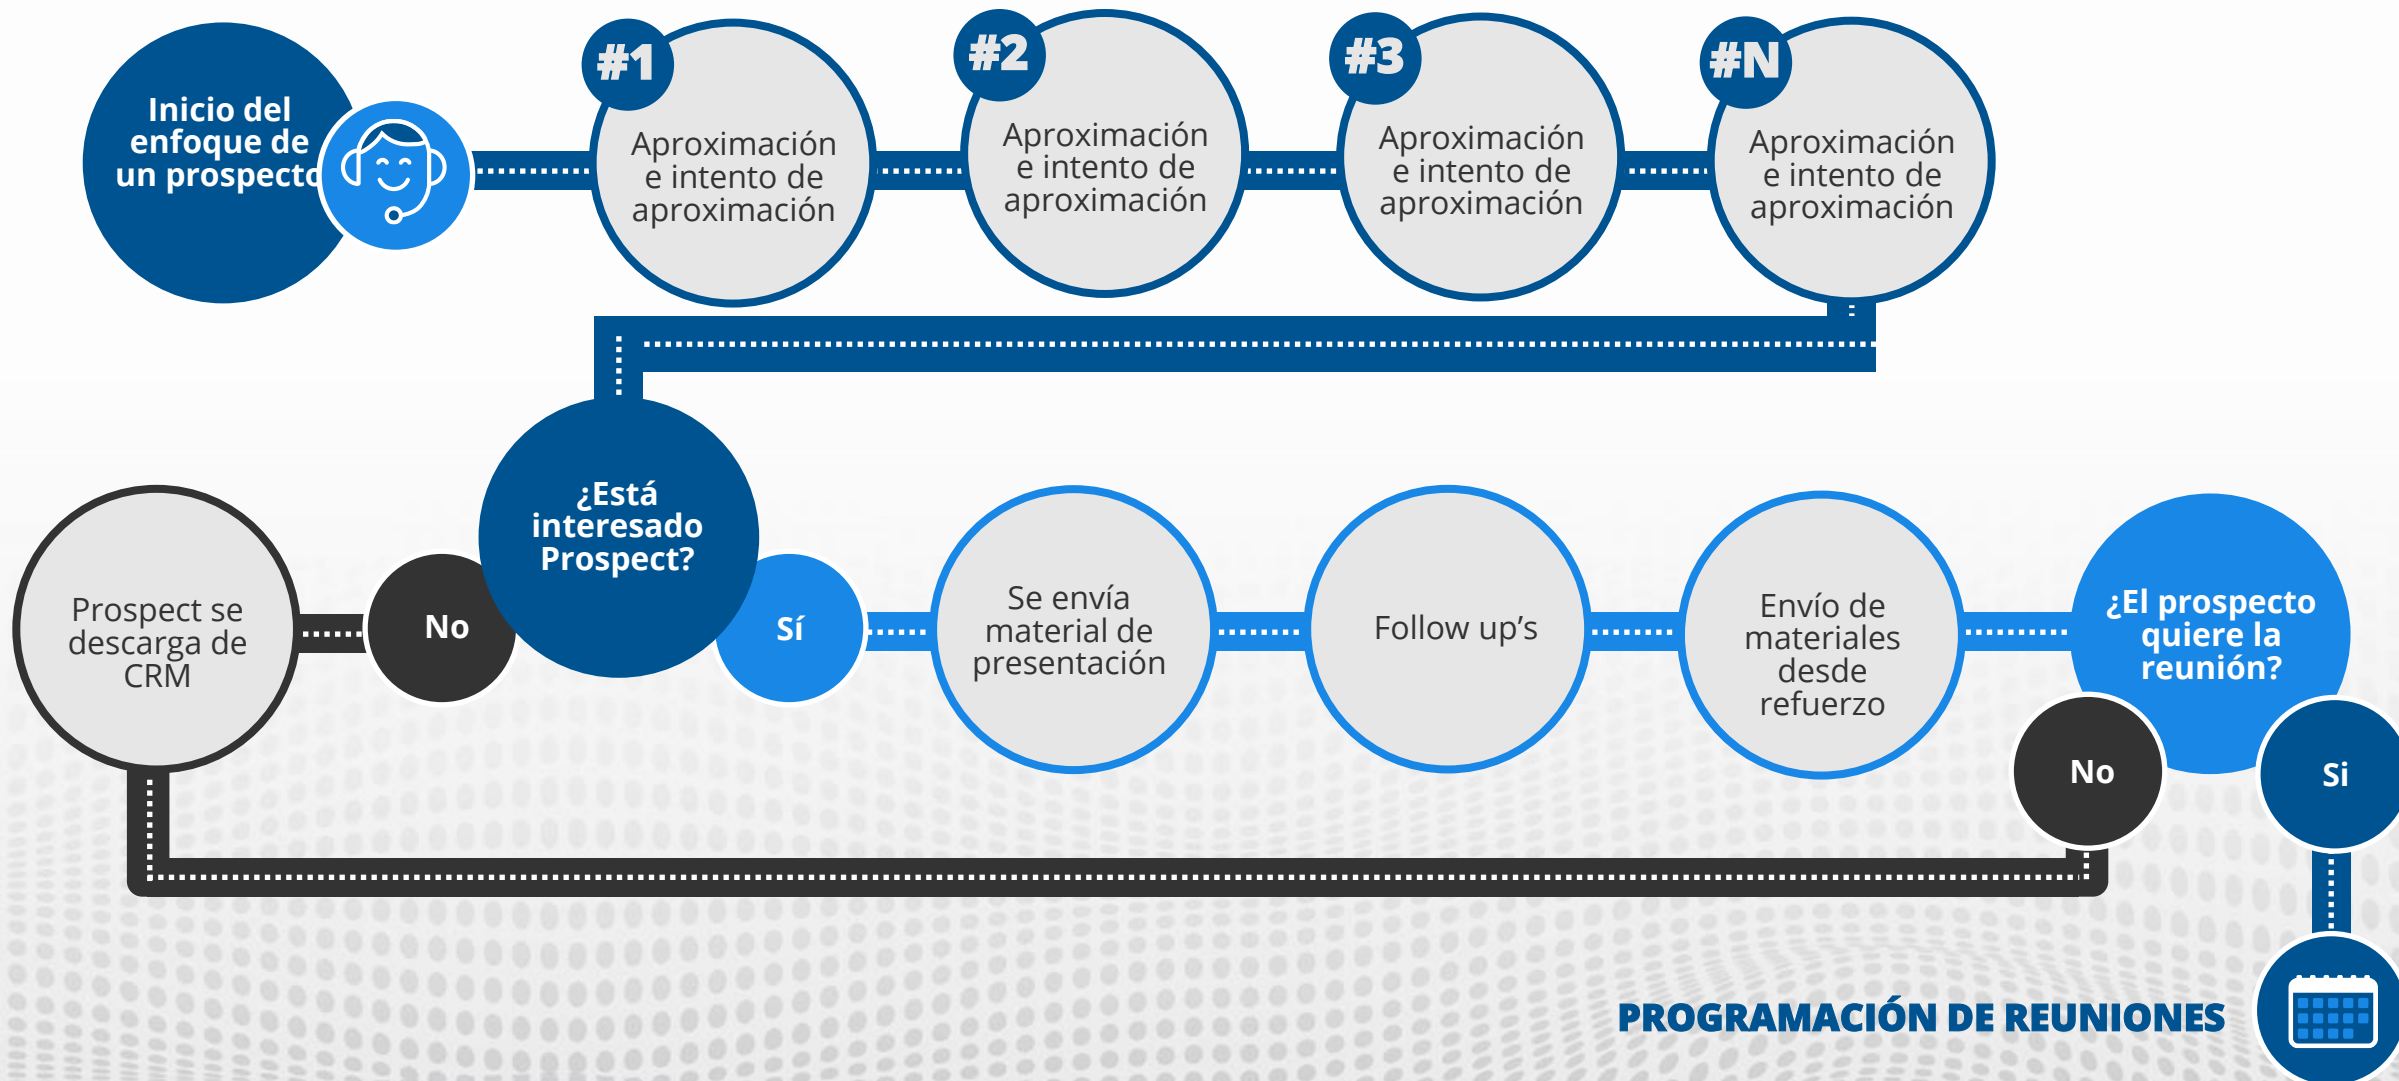 Inicio del
enfoque de
un prospecto
#1
Aproximación
e intento de
aproximación
#2
Aproximación
e intento de
aproximación
#3
Aproximación
e intento de
aproximación
#N
Aproximación
e intento de
aproximación
¿Está
interesado
Prospect?
Prospect se
descarga de
CRM
No
Sí
Se envía
material de
presentación
Follow up’s
Envío de
materiales
desde
refuerzo
¿El prospecto
quiere la
reunión?
No
Si
PROGRAMACIÓN DE REUNIONES